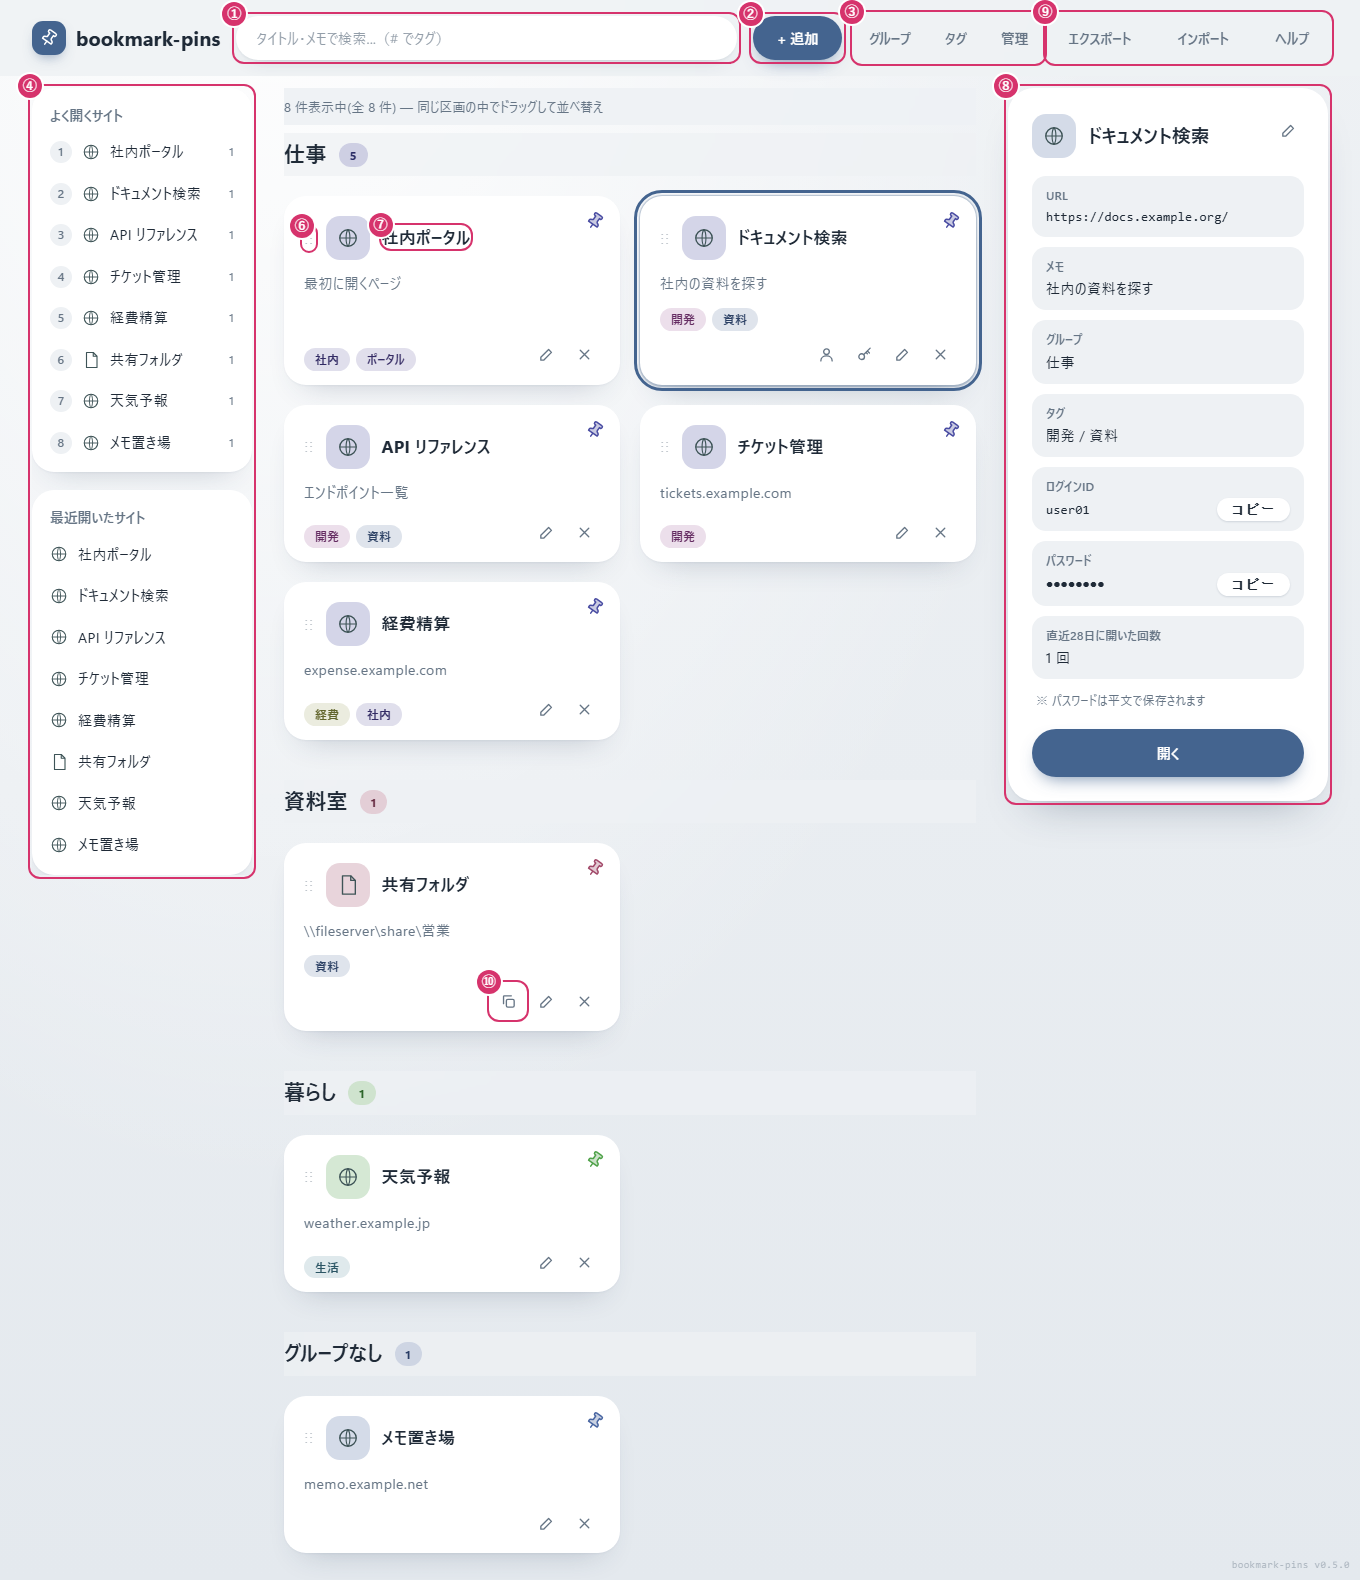 ① ② ③ ⑨
bookmark-pins
タイトル・メモで検索... (# でタグ)
+ 追加
グループ タグ 管理
エクスポート インポート ヘルプ
④
よく開くサイト
1 社内ポータル 1
2 ドキュメント検索 1
3 API リファレンス 1
4 チケット管理 1
5 経費精算 1
6 共有フォルダ 1
7 天気予報 1
8 メモ置き場 1
最近開いたサイト
社内ポータル
ドキュメント検索
API リファレンス
チケット管理
経費精算
共有フォルダ
天気予報
メモ置き場
8 件表示中(全 8 件) — 同じ区画の中でドラッグして並べ替え
仕事 5
⑥ ⑦
社内ポータル
最初に開くページ
社内 ポータル
ドキュメント検索
社内の資料を探す
開発 資料
API リファレンス
エンドポイント一覧
開発 資料
チケット管理
tickets.example.com
開発
経費精算
expense.example.com
経費 社内
資料室 1
共有フォルダ
\\fileserver\share\営業
資料
⑩
暮らし 1
天気予報
weather.example.jp
生活
グループなし 1
メモ置き場
memo.example.net
⑧
ドキュメント検索
URL
https://docs.example.org/
メモ
社内の資料を探す
グループ
仕事
タグ
開発 / 資料
ログインID
user01 コピー
パスワード
•••••••• コピー
直近28日に開いた回数
1 回
※ パスワードは平文で保存されます
開く
bookmark-pins v0.5.0